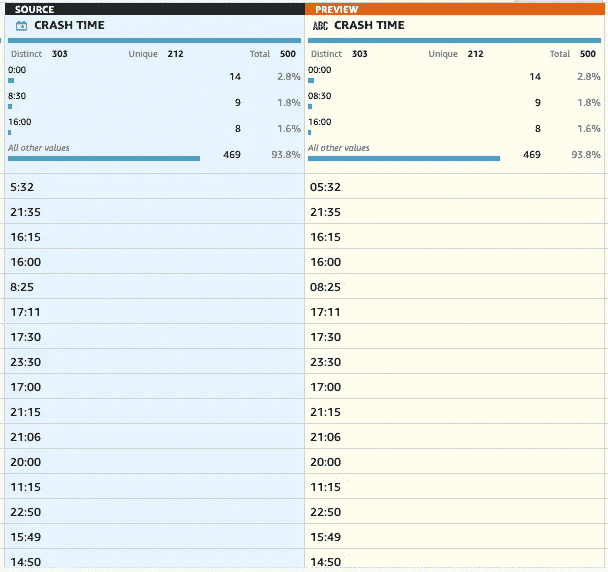 SOURCE PREVIEW
CRASH TIME ABC CRASH TIME
Distinct 303 Unique 212 Total 500 Distinct 303 Unique 212 Total 500
0:00 14 2.8% 00:00 14 2.8%
8:30 9 1.8% 08:30 9 1.8%
16:00 8 1.6% 16:00 8 1.6%
All other values 469 93.8% All other values 469 93.8%
5:32 05:32
21:35 21:35
16:15 16:15
16:00 16:00
8:25 08:25
17:11 17:11
17:30 17:30
23:30 23:30
17:00 17:00
21:15 21:15
21:06 21:06
20:00 20:00
11:15 11:15
22:50 22:50
15:49 15:49
14:50 14:50